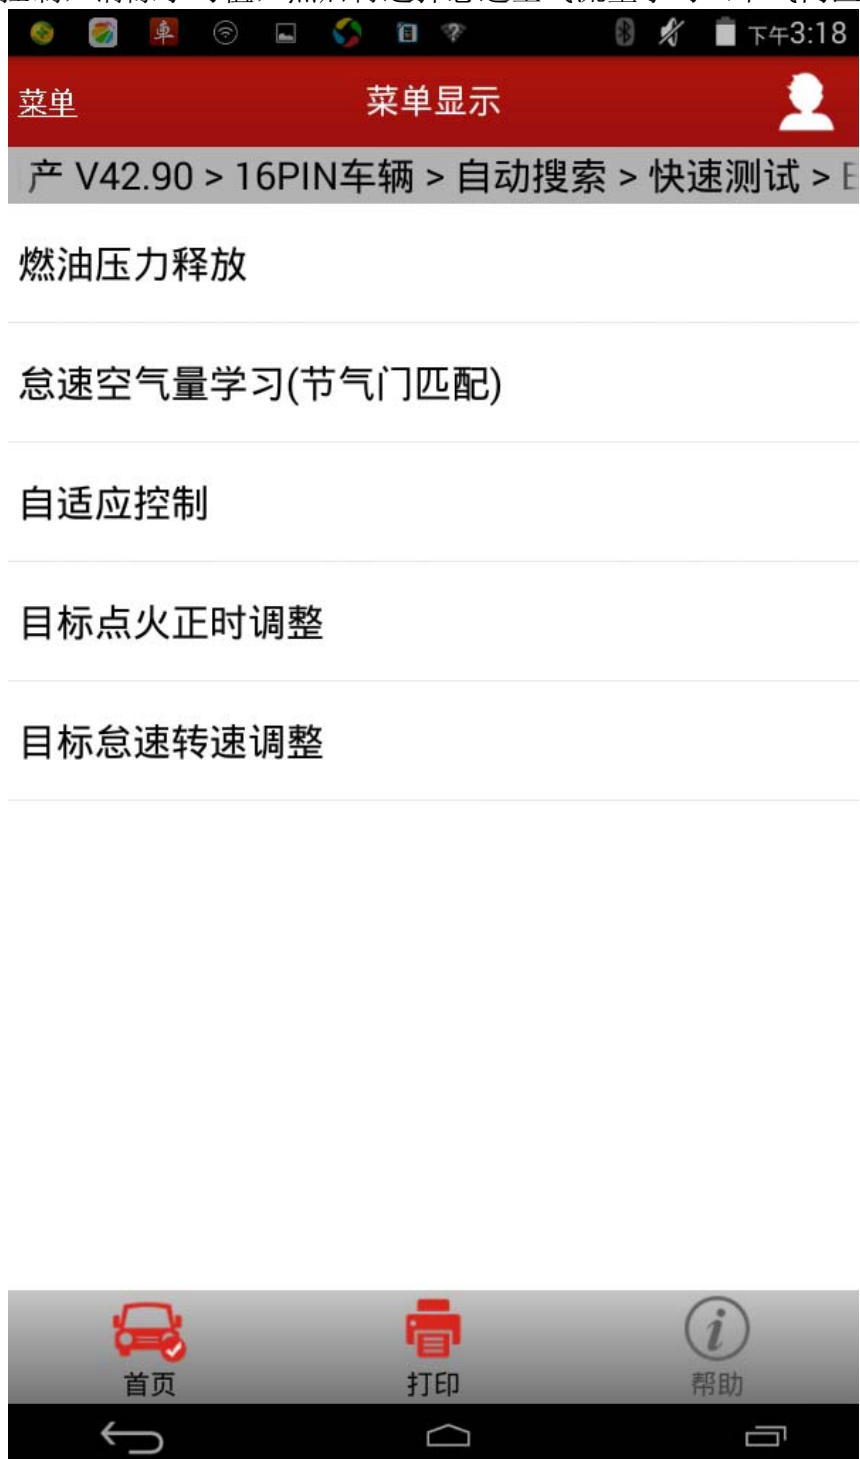 下午3:18
菜单
菜单显示
产 V42.90 > 16PIN车辆 > 自动搜索 > 快速测试 >
燃油压力释放
怠速空气量学习(节气门匹配)
自适应控制
目标点火正时调整
目标怠速转速调整
首页
打印
帮助